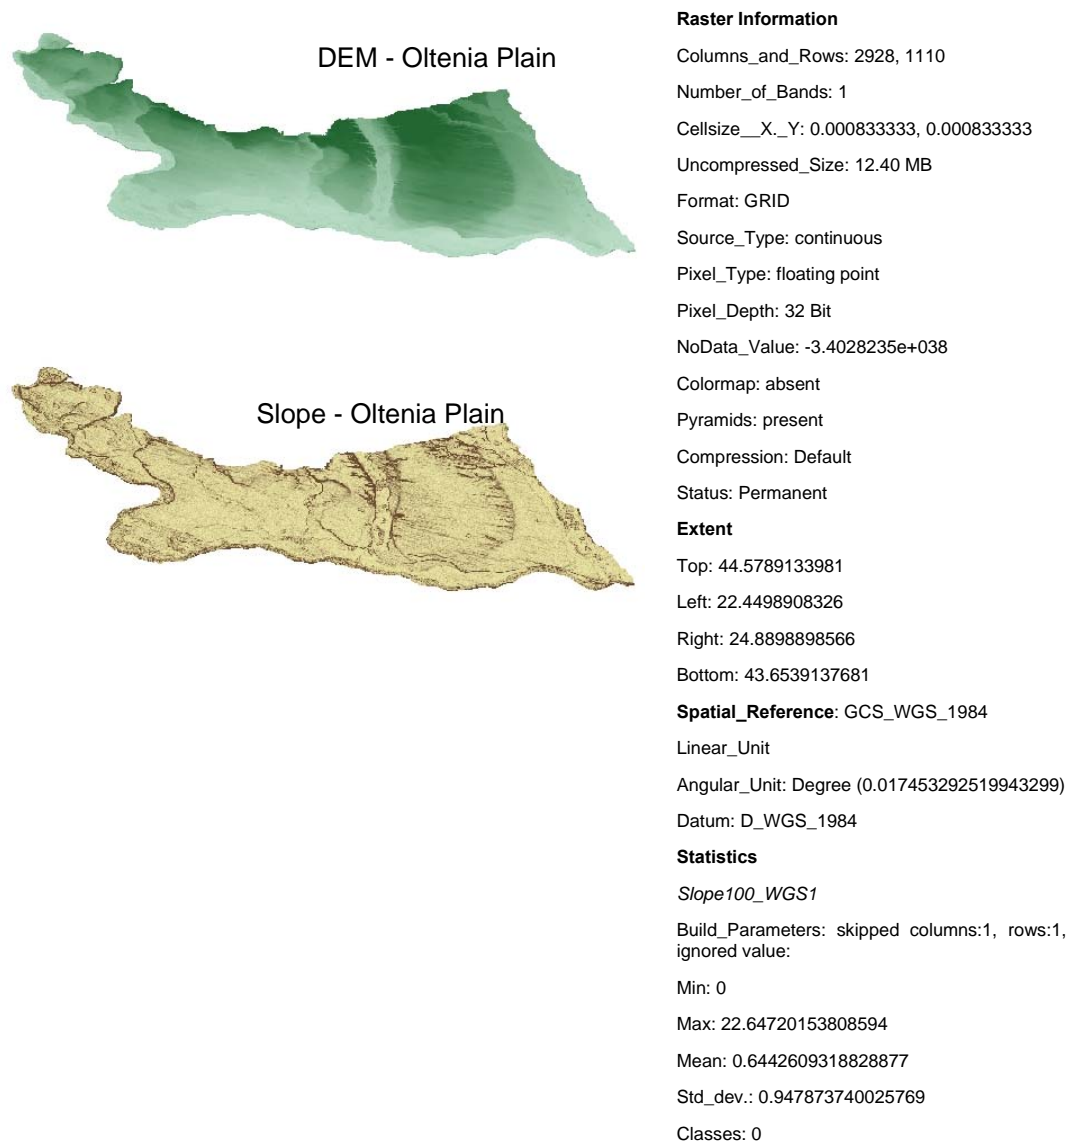 DEM - Oltenia Plain
Slope - Oltenia Plain
Raster Information
Columns_and_Rows: 2928, 1110
Number_of_Bands: 1
Cellsize__X._Y: 0.000833333, 0.000833333
Uncompressed_Size: 12.40 MB
Format: GRID
Source_Type: continuous
Pixel_Type: floating point
Pixel_Depth: 32 Bit
NoData_Value: -3.4028235e+038
Colormap: absent
Pyramids: present
Compression: Default
Status: Permanent
Extent
Top: 44.5789133981
Left: 22.4498908326
Right: 24.8898898566
Bottom: 43.6539137681
Spatial_Reference: GCS_WGS_1984
Linear_Unit
Angular_Unit: Degree (0.017453292519943299)
Datum: D_WGS_1984
Statistics
Slope100_WGS1
Build_Parameters: skipped columns:1, rows:1,
ignored value:
Min: 0
Max: 22.64720153808594
Mean: 0.6442609318828877
Std_dev.: 0.947873740025769
Classes: 0